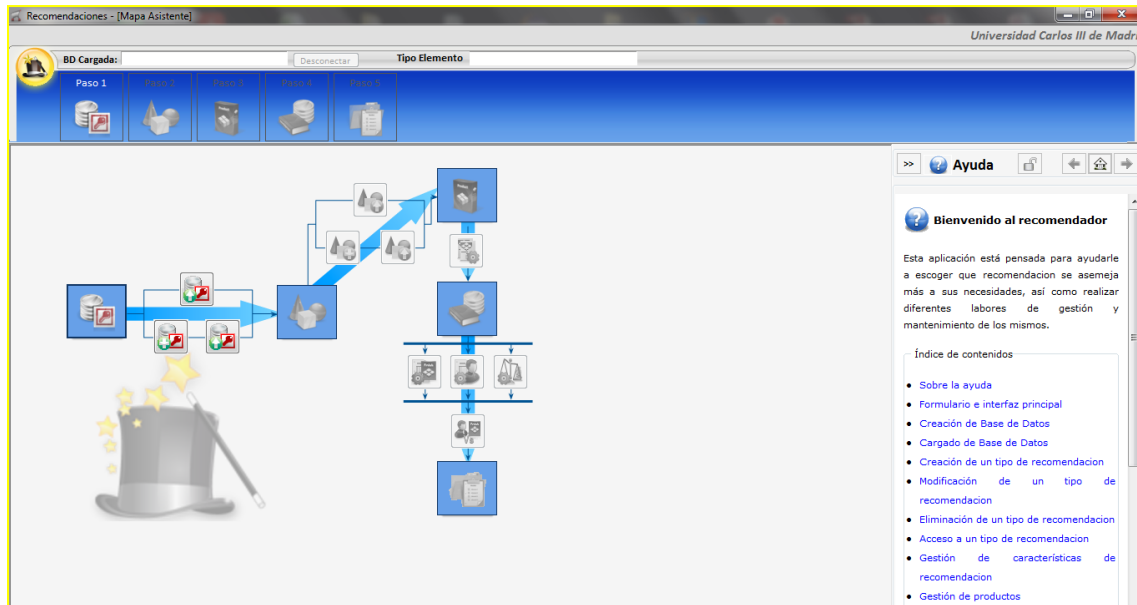 Recomendaciones - [Mapa Asistente]
Universidad Carlos III de Madri
BD Cargada:
Desconectar
Tipo Elemento
Paso 1
Paso 2
Paso 3
Paso 4
Paso 5
>>
Ayuda
Bienvenido al recomendador
Esta aplicación está pensada para ayudarle
a escoger que recomendacion se asemeja
más a sus necesidades, así como realizar
diferentes labores de gestión y
mantenimiento de los mismos.
Índice de contenidos
Sobre la ayuda
Formulario e interfaz principal
Creación de Base de Datos
Cargado de Base de Datos
Creación de un tipo de recomendacion
Modificación de un tipo de
recomendacion
Eliminación de un tipo de recomendacion
Acceso a un tipo de recomendacion
Gestión de características de
recomendacion
Gestión de productos